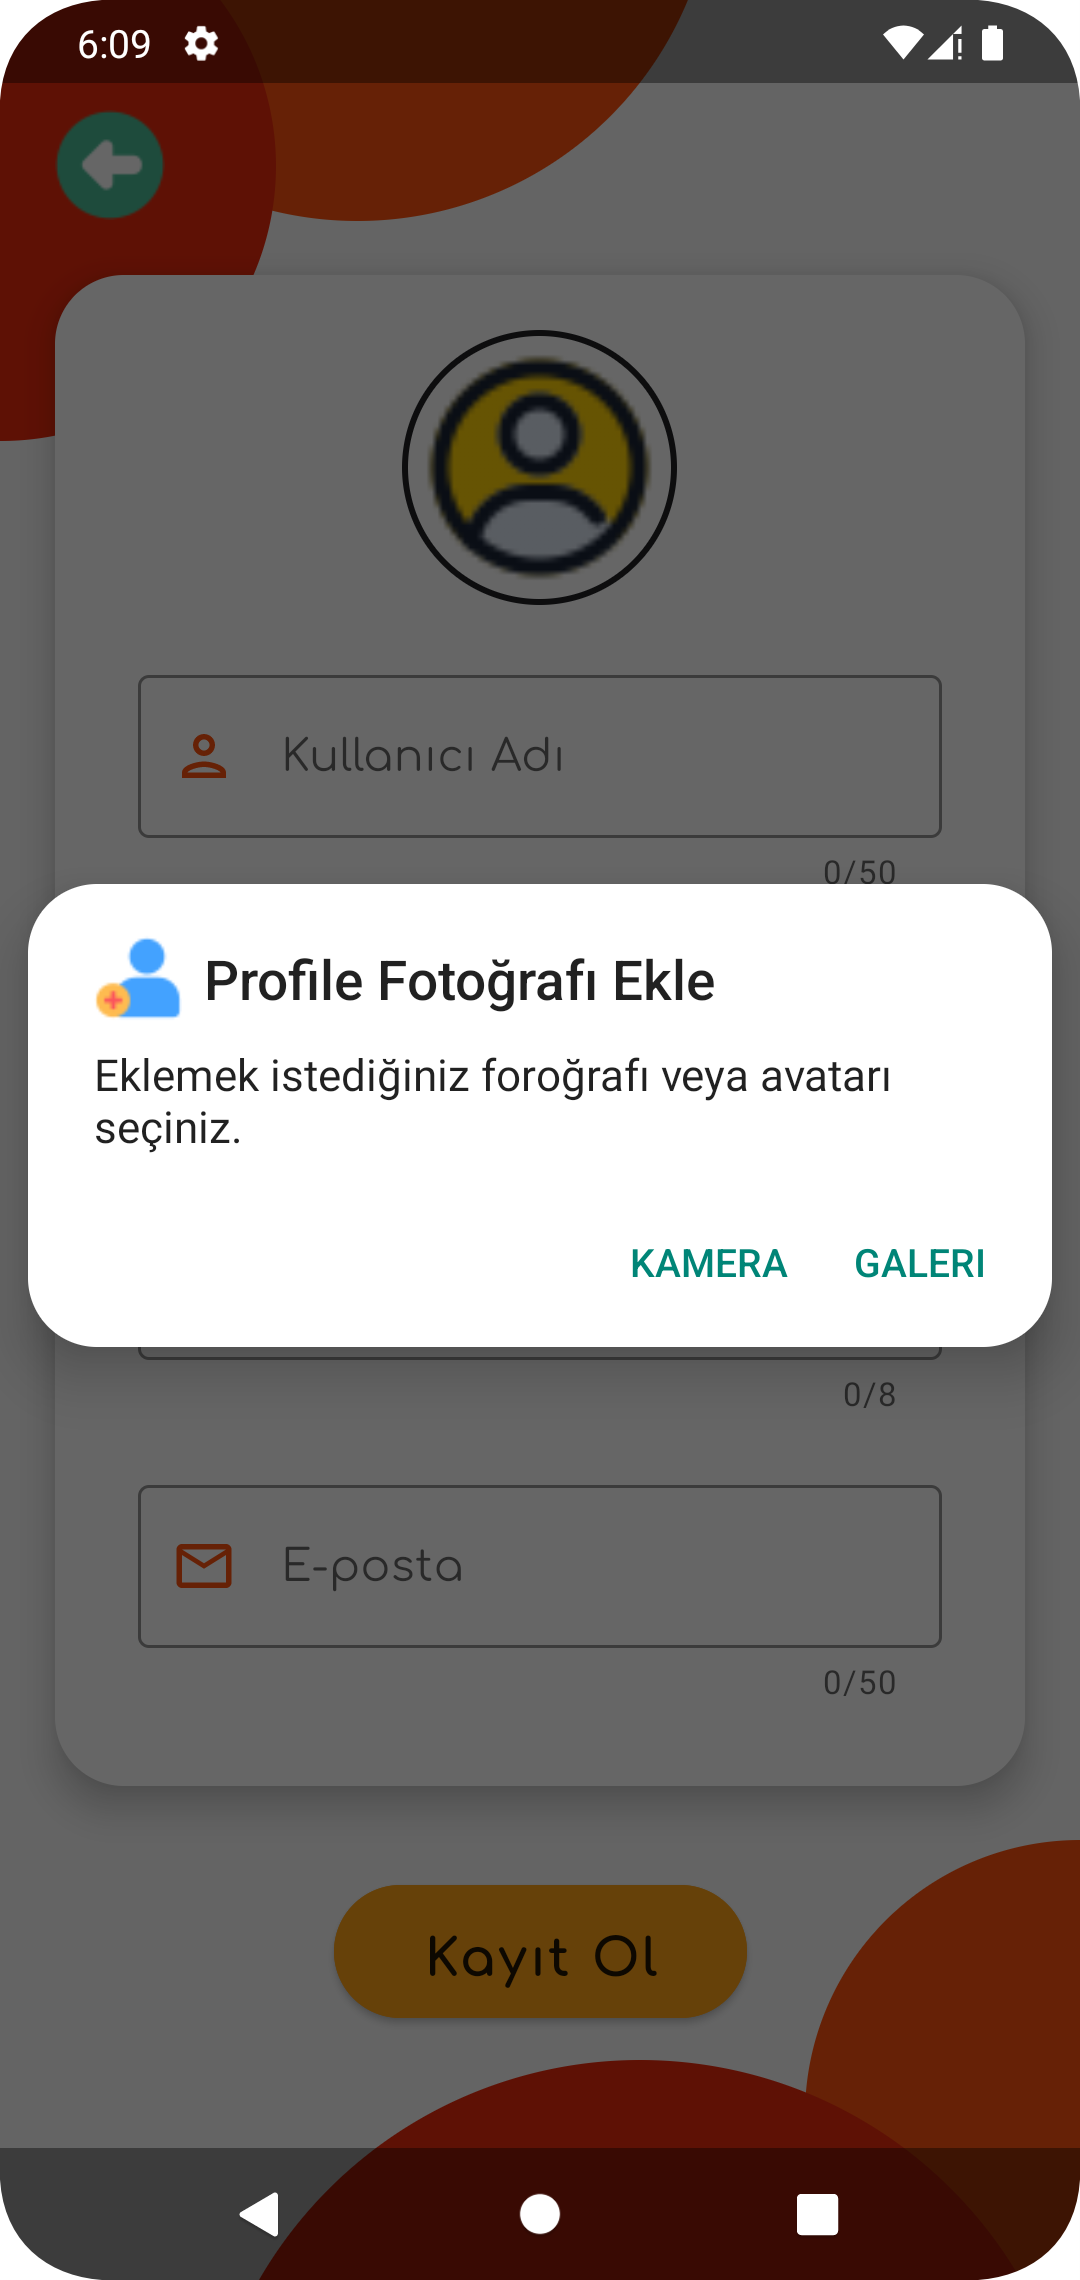 6:09
Kullanıcı Adı
0/50
Profile Fotoğrafı Ekle
Eklemek istediğiniz foroğrafı veya avatarı
seçiniz.
KAMERA GALERI
0/8
E-posta
0/50
Kayıt Ol